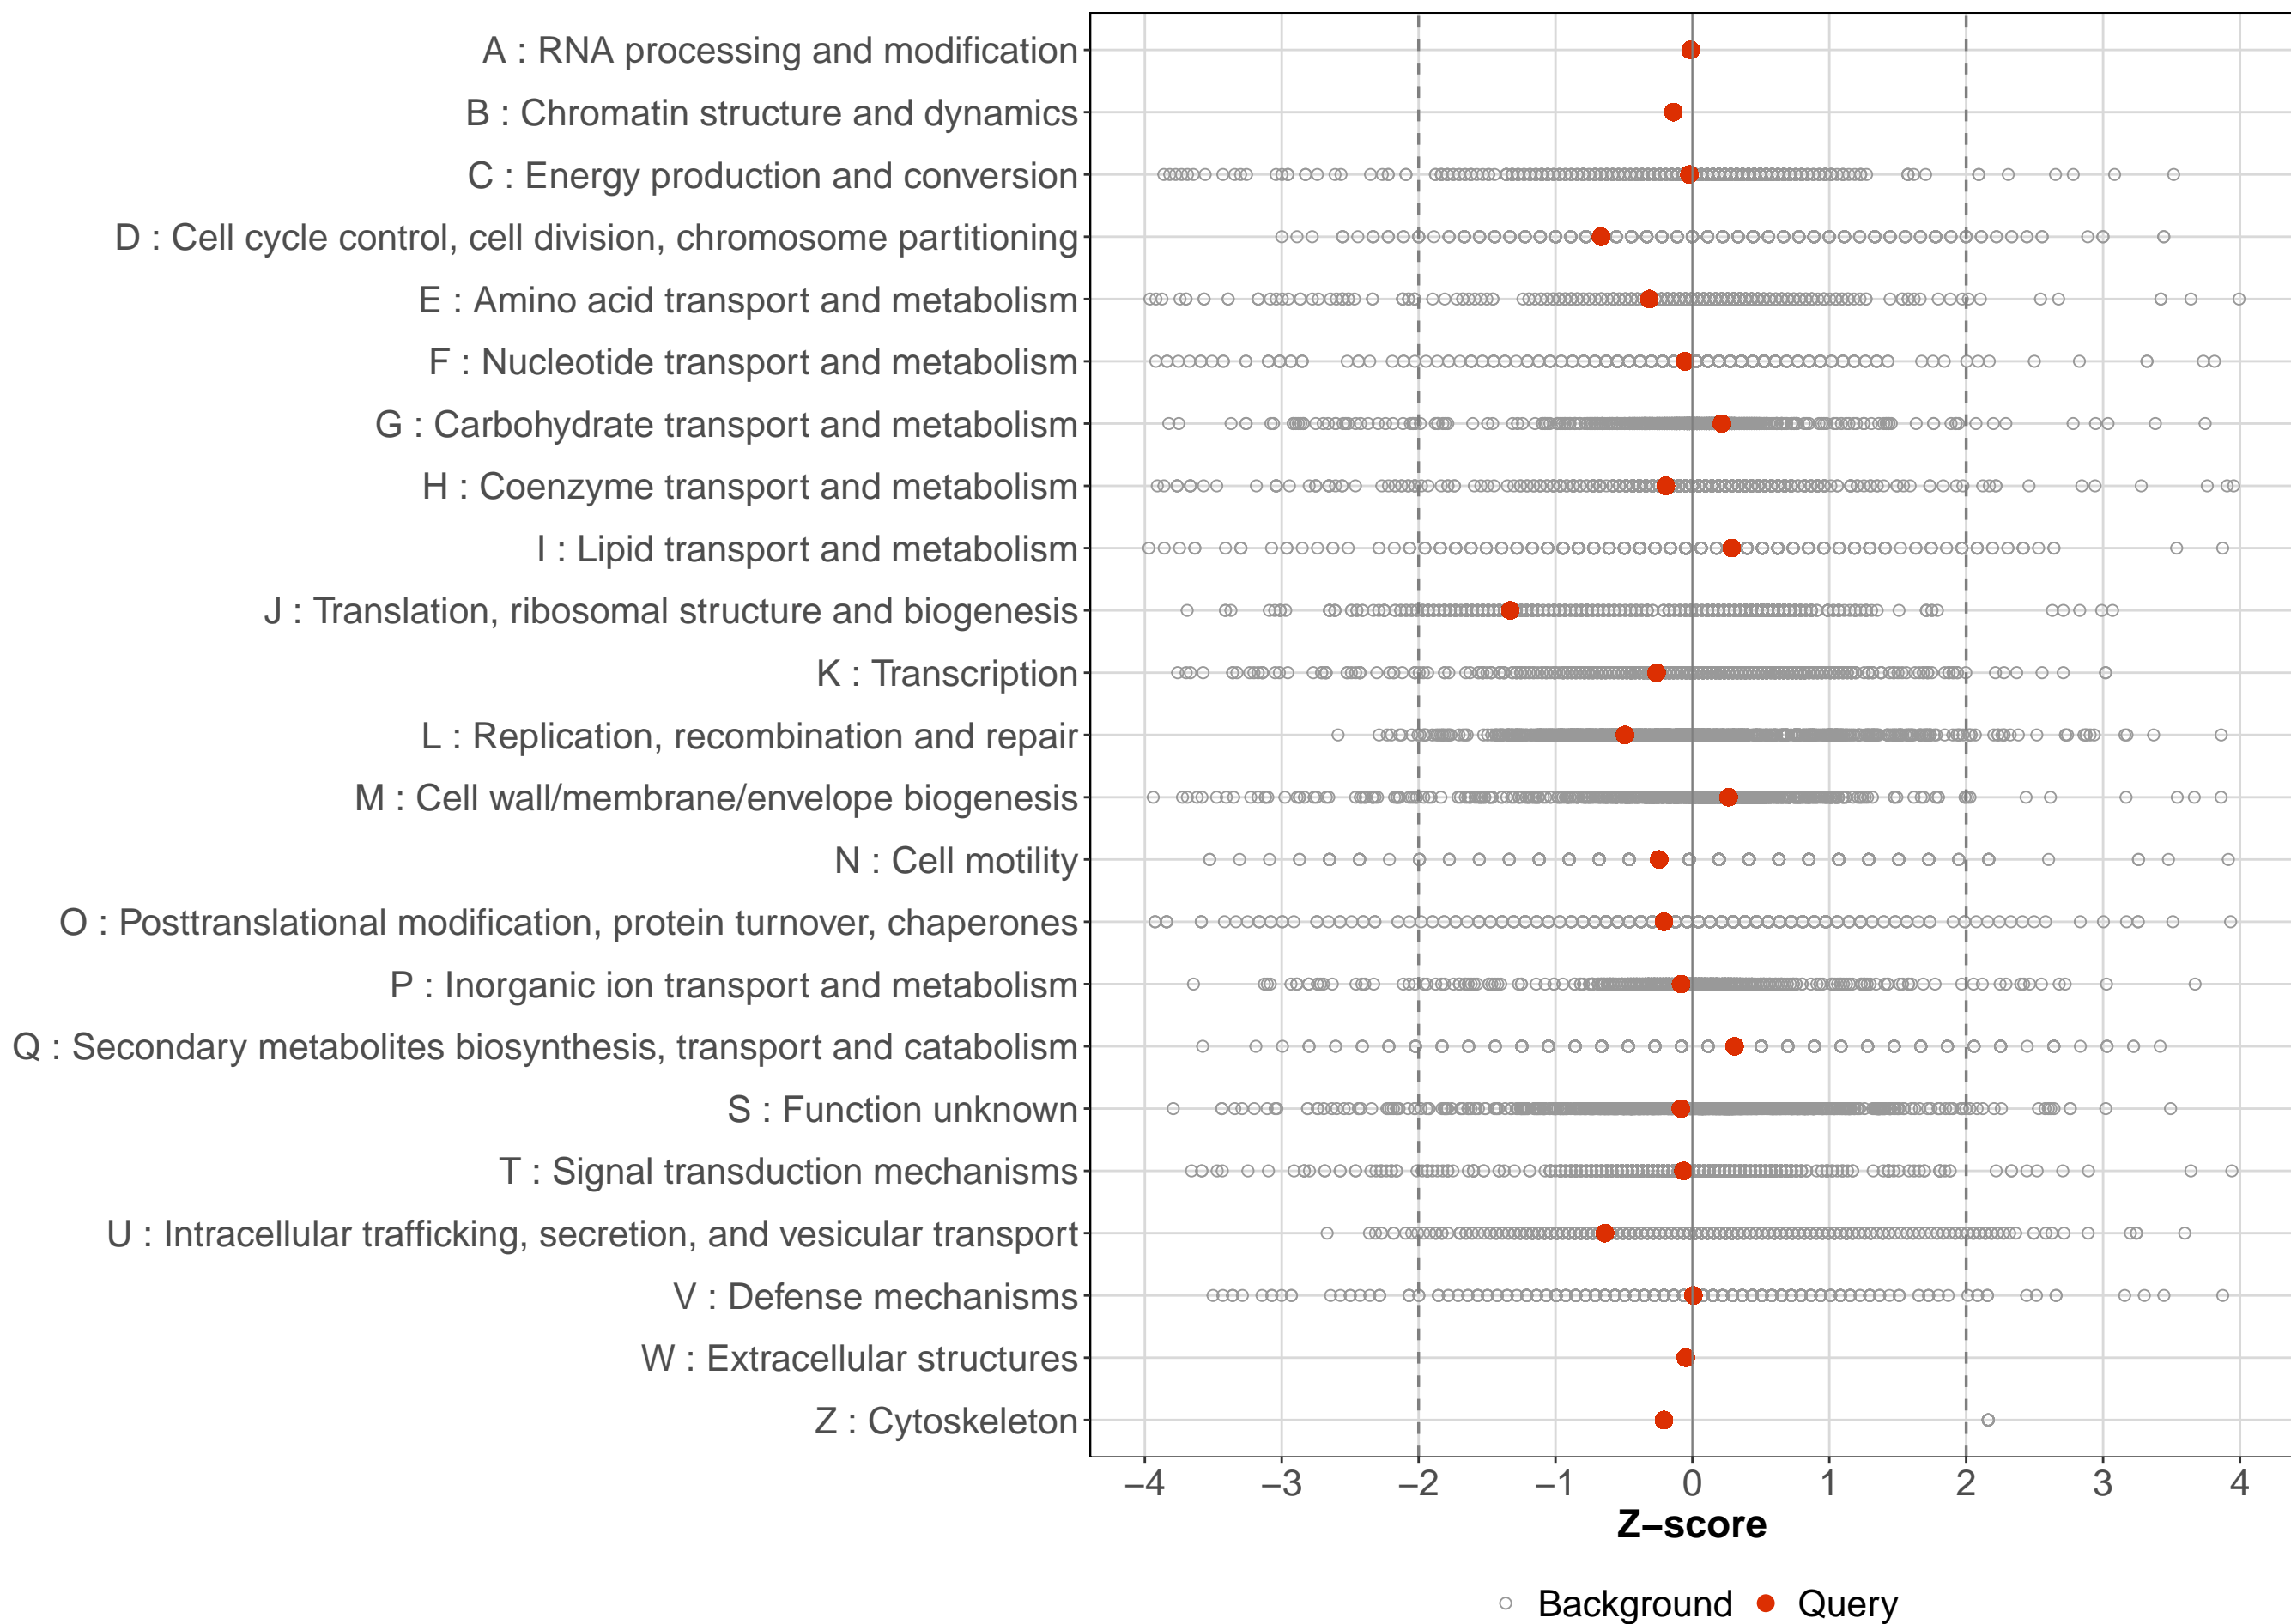 A : RNA processing and modification
B : Chromatin structure and dynamics
C : Energy production and conversion
D : Cell cycle control, cell division, chromosome partitioning
E : Amino acid transport and metabolism
F : Nucleotide transport and metabolism
G : Carbohydrate transport and metabolism
H : Coenzyme transport and metabolism
I : Lipid transport and metabolism
J : Translation, ribosomal structure and biogenesis
K : Transcription
L : Replication, recombination and repair
M : Cell wall/membrane/envelope biogenesis
N : Cell motility
O : Posttranslational modification, protein turnover, chaperones
P : Inorganic ion transport and metabolism
Q : Secondary metabolites biosynthesis, transport and catabolism
S : Function unknown
T : Signal transduction mechanisms
U : Intracellular trafficking, secretion, and vesicular transport
V : Defense mechanisms
W : Extracellular structures
Z : Cytoskeleton
−4 −3 −2 −1 0 1 2 3 4
Z−score
Background Query